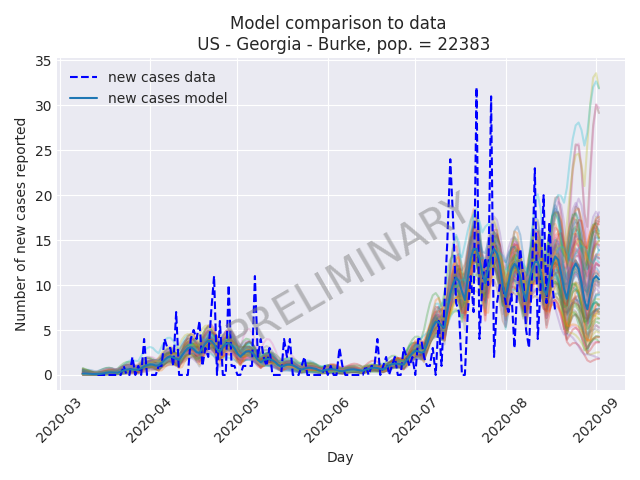 Model comparison to data
US - Georgia - Burke, pop. = 22383
new cases data
new cases model
PRELIMINARY
Number of new cases reported
35
30
25
20
15
10
5
0
2020-03
2020-04
2020-05
2020-06
2020-07
2020-08
2020-09
Day